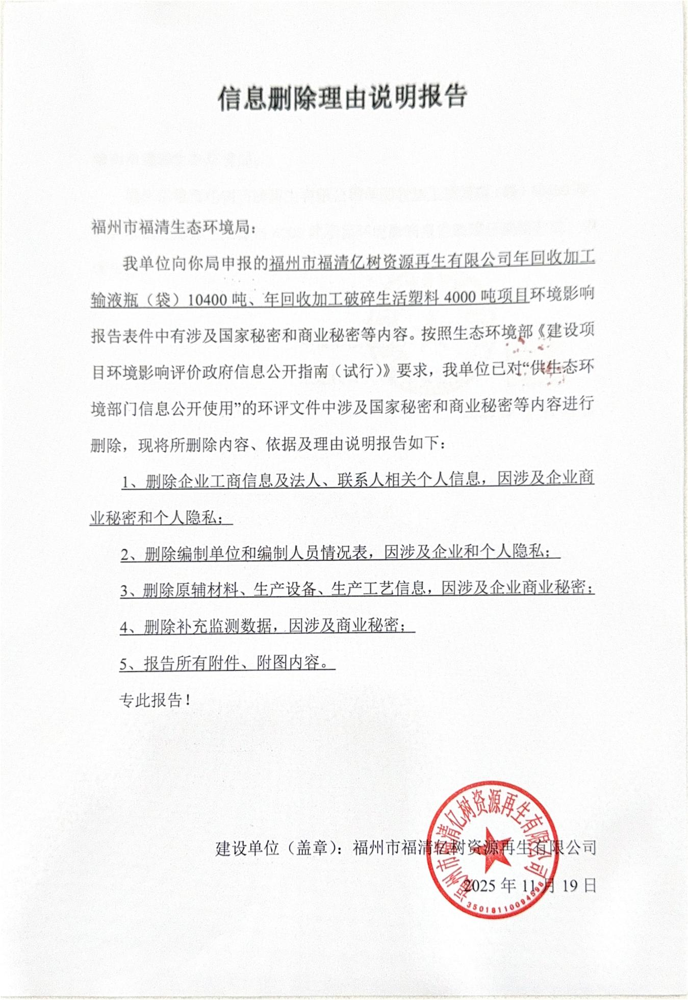 信息删除理由说明报告
福州市福清生态环境局：
我单位向你局申报的福州市福清亿树资源再生有限公司年回收加工
输液瓶（袋）10400 吨、年回收加工破碎生活塑料 4000 吨项目环境影响
报告表件中有涉及国家秘密和商业秘密等内容。按照生态环境部《建设项
目环境影响评价政府信息公开指南（试行）》要求，我单位已对“供生态环
境部门信息公开使用”的环评文件中涉及国家秘密和商业秘密等内容进行
删除，现将所删除内容、依据及理由说明报告如下：
1、删除企业工商信息及法人、联系人相关个人信息，因涉及企业商
业秘密和个人隐私；
2、删除编制单位和编制人员情况表，因涉及企业和个人隐私；
3、删除原辅材料、生产设备、生产工艺信息，因涉及企业商业秘密；
4、删除补充监测数据，因涉及商业秘密；
5、报告所有附件、附图内容。
专此报告！
建设单位（盖章）：福州市福清亿树资源再生有限公司
2025 年 11 月 19 日
福州市福清亿树资源再生有限公司
35018110094598